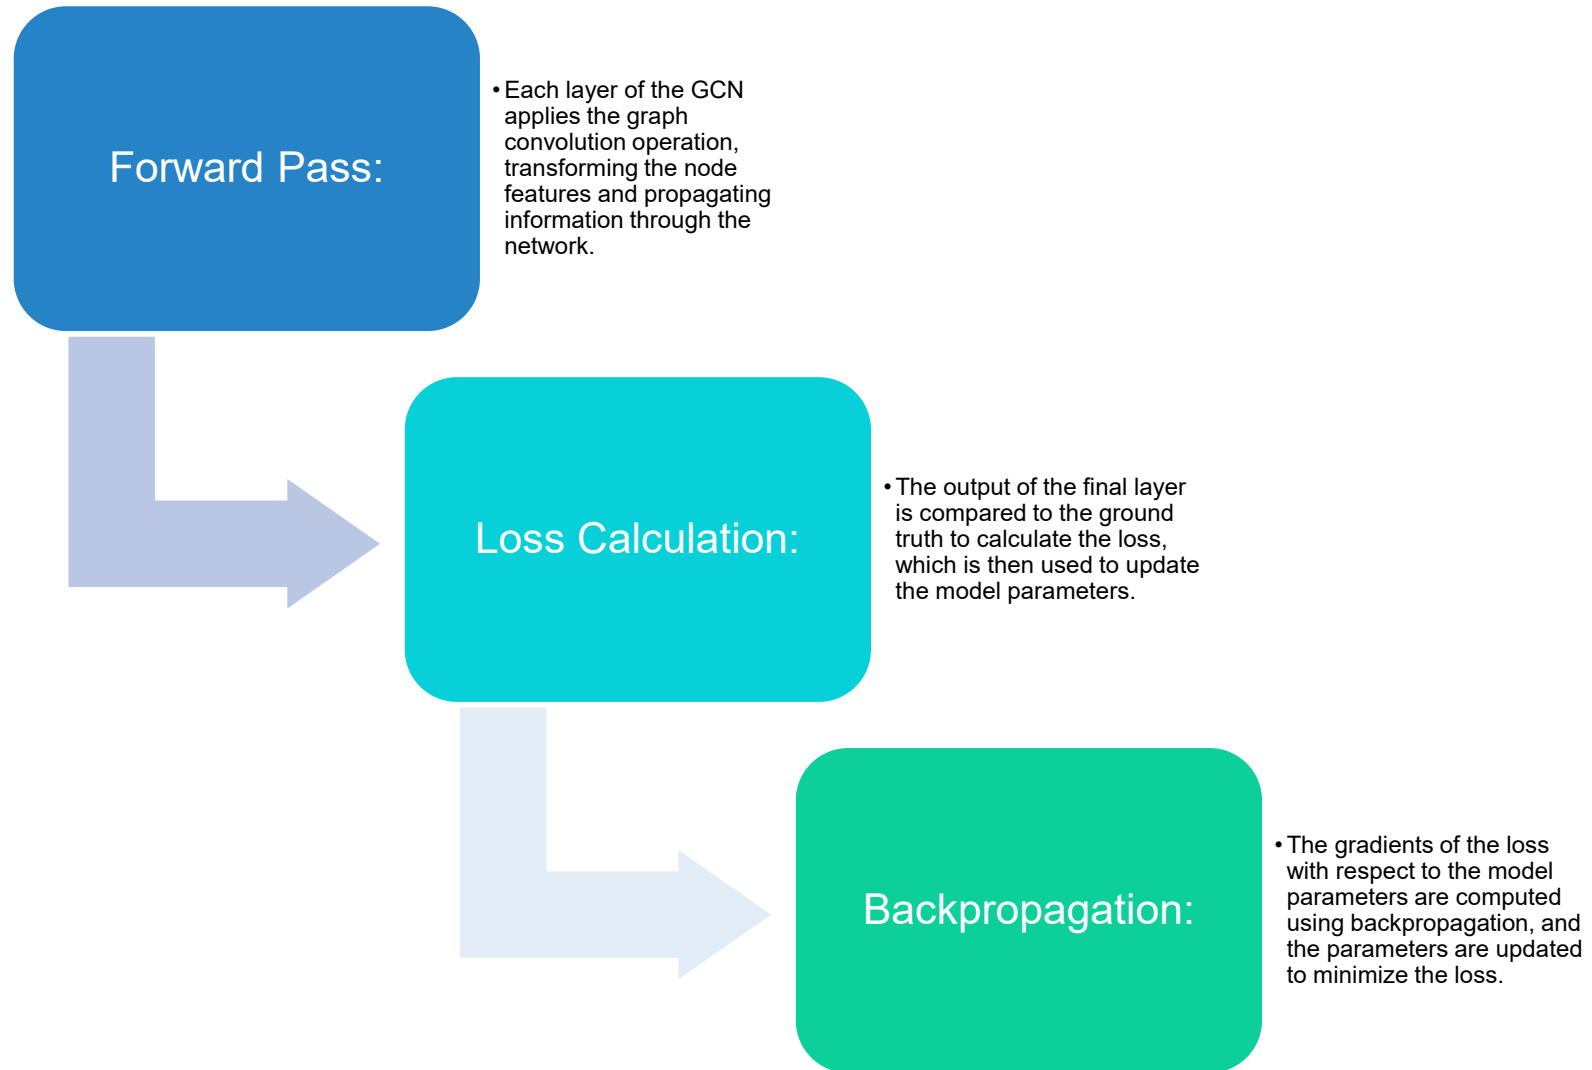 Forward Pass:
• Each layer of the GCN
applies the graph
convolution operation,
transforming the node
features and propagating
information through the
network.
Loss Calculation:
• The output of the final layer
is compared to the ground
truth to calculate the loss,
which is then used to update
the model parameters.
Backpropagation:
• The gradients of the loss
with respect to the model
parameters are computed
using backpropagation, and
the parameters are updated
to minimize the loss.